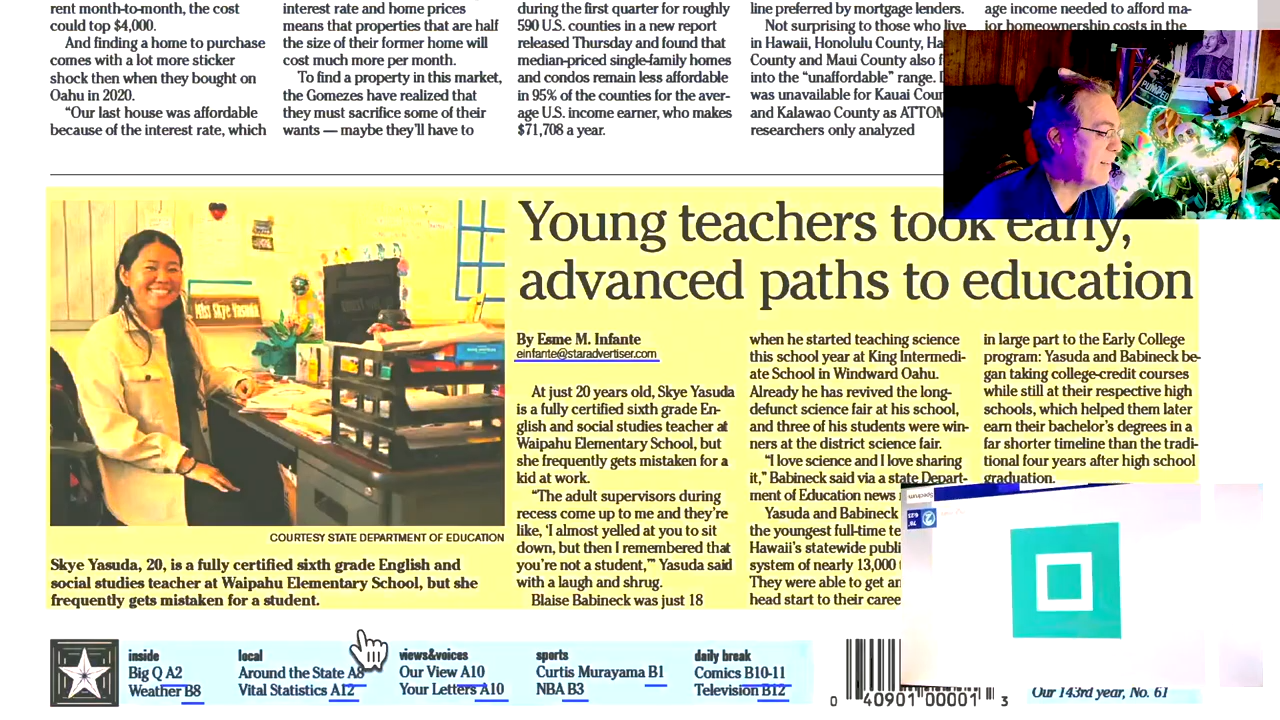 rent month-to-month, the cost
could top $4,000.
And finding a home to purchase
comes with a lot more sticker
shock then when they bought on
Oahu in 2020.
“Our last house was affordable
because of the interest rate, which
interest rate and home prices
means that properties that are half
the size of their former home will
cost much more per month.
To find a property in this market,
the Gomezes have realized that
they must sacrifice some of their
wants — maybe they’ll have to
during the first quarter for roughly
590 U.S. counties in a new report
released Thursday and found that
median-priced single-family homes
and condos remain less affordable
in 95% of the counties for the aver-
age U.S. income earner, who makes
$71,708 a year.
line preferred by mortgage lenders.
Not surprising to those who live
in Hawaii, Honolulu County, Ha
County and Maui County also f
into the “unaffordable” range.
was unavailable for Kauai Coun
and Kalawao County as ATTOM
researchers only analyzed
age income needed to afford ma-
jor homeownership costs in the
PUMPED
Miss Skye Yasuda
COURTESY STATE DEPARTMENT OF EDUCATION
Skye Yasuda, 20, is a fully certified sixth grade English and
social studies teacher at Waipahu Elementary School, but she
frequently gets mistaken for a student.
Young teachers took early,
advanced paths to education
By Esme M. Infante
einfante@staradvertiser.com
At just 20 years old, Skye Yasuda
is a fully certified sixth grade En-
glish and social studies teacher at
Waipahu Elementary School, but
she frequently gets mistaken for a
kid at work.
“The adult supervisors during
recess come up to me and they’re
like, ‘I almost yelled at you to sit
down, but then I remembered that
you’re not a student,’” Yasuda said
with a laugh and shrug.
Blaise Babineck was just 18
when he started teaching science
this school year at King Intermedi-
ate School in Windward Oahu.
Already he has revived the long-
defunct science fair at his school,
and three of his students were win-
ners at the district science fair.
“I love science and I love sharing
it,” Babineck said via a state Depart-
ment of Education news
Yasuda and Babineck
the youngest full-time te
Hawaii’s statewide publi
system of nearly 13,000
They were able to get an
head start to their caree
in large part to the Early College
program: Yasuda and Babineck be-
gan taking college-credit courses
while still at their respective high
schools, which helped them later
earn their bachelor’s degrees in a
far shorter timeline than the tradi-
tional four years after high school
graduation.
Spectrum
inside
Big Q A2
Weather B8
local
Around the State A8
Vital Statistics A12
views&voices
Our View A10
Your Letters A10
sports
Curtis Murayama B1
NBA B3
daily break
Comics B10-11
Television B12
0 40901 00001 3
Our 143rd year, No. 61